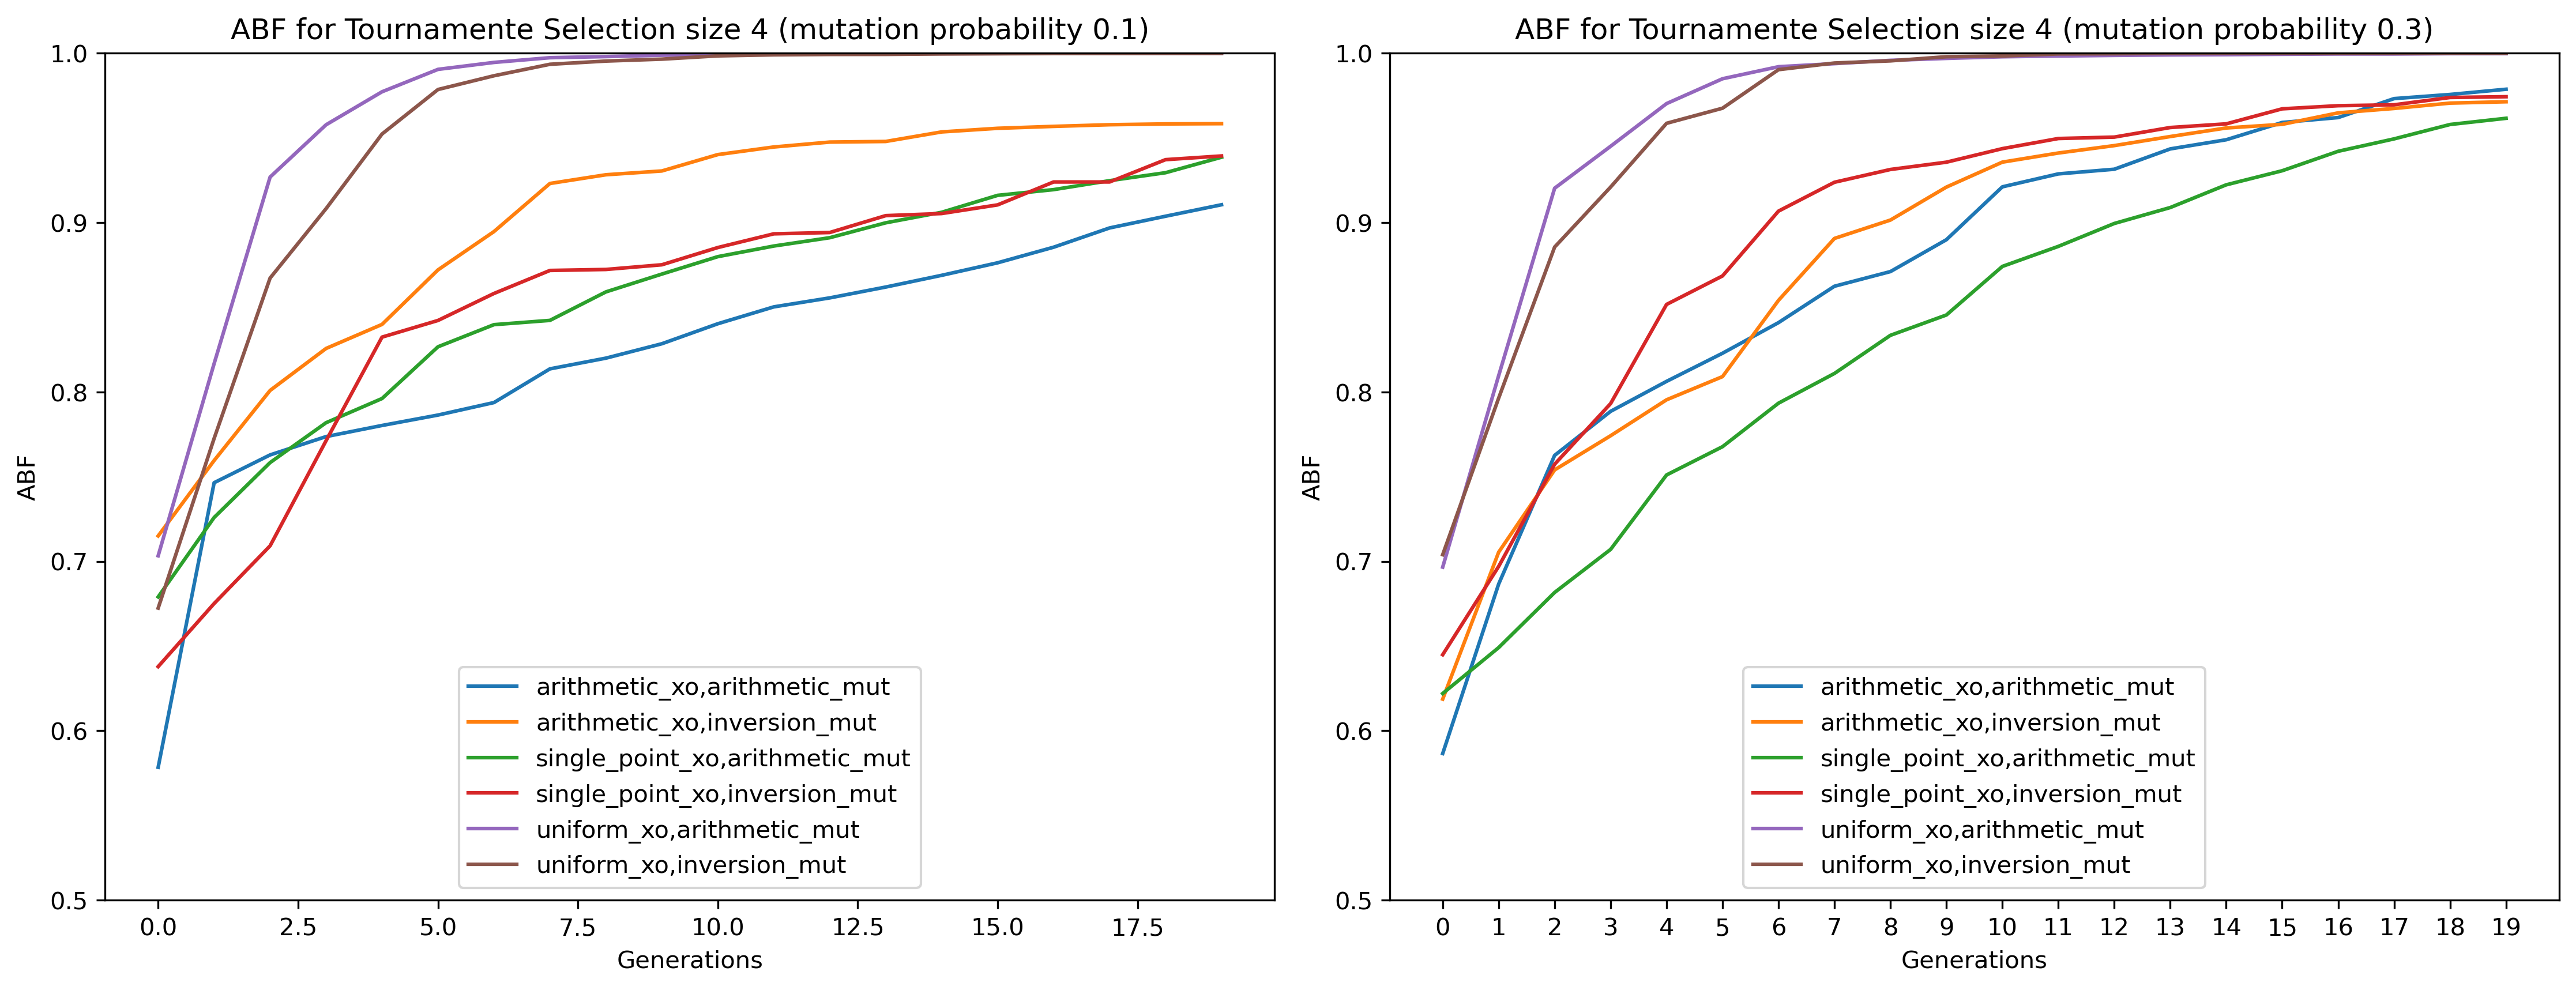 ABF for Tournamente Selection size 4 (mutation probability 0.1)
1.0
0.9
0.8
0.7
0.6
0.5
ABF
arithmetic_xo,arithmetic_mut
arithmetic_xo,inversion_mut
single_point_xo,arithmetic_mut
single_point_xo,inversion_mut
uniform_xo,arithmetic_mut
uniform_xo,inversion_mut
0.0 2.5 5.0 7.5 10.0 12.5 15.0 17.5
Generations
ABF for Tournamente Selection size 4 (mutation probability 0.3)
1.0
0.9
0.8
0.7
0.6
0.5
ABF
arithmetic_xo,arithmetic_mut
arithmetic_xo,inversion_mut
single_point_xo,arithmetic_mut
single_point_xo,inversion_mut
uniform_xo,arithmetic_mut
uniform_xo,inversion_mut
0 1 2 3 4 5 6 7 8 9 10 11 12 13 14 15 16 17 18 19
Generations